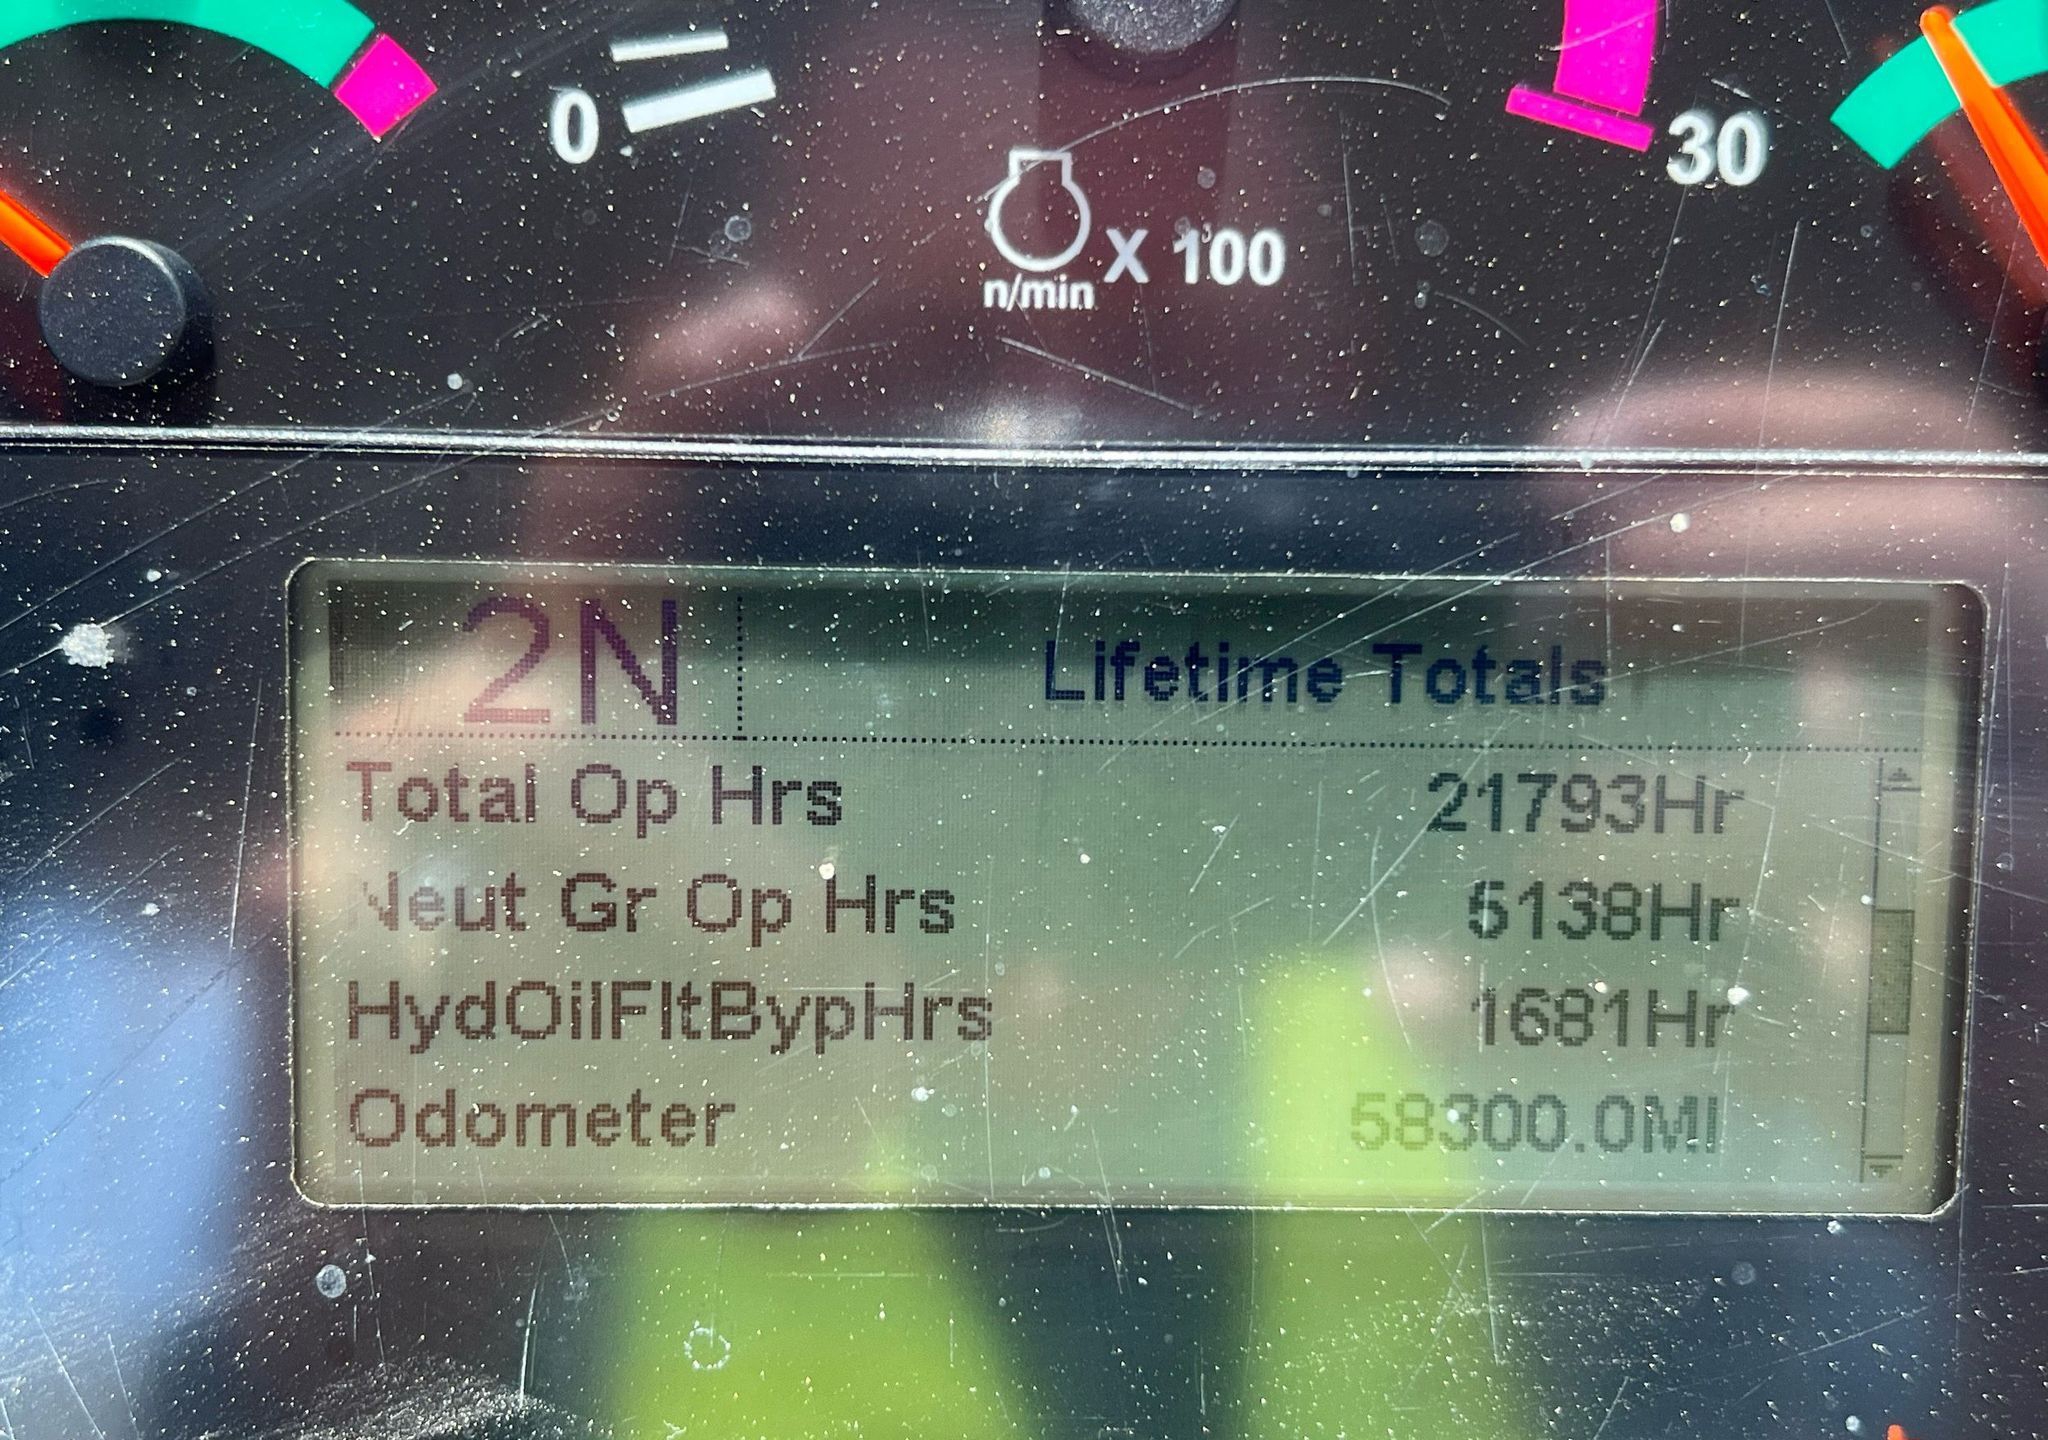 0
30
X 100
n/min
2N
Lifetime Totals
Total Op Hrs 21793Hr
Neut Gr Op Hrs 5138Hr
HydOilFltBypHrs 1681Hr
Odometer 58300.0MI